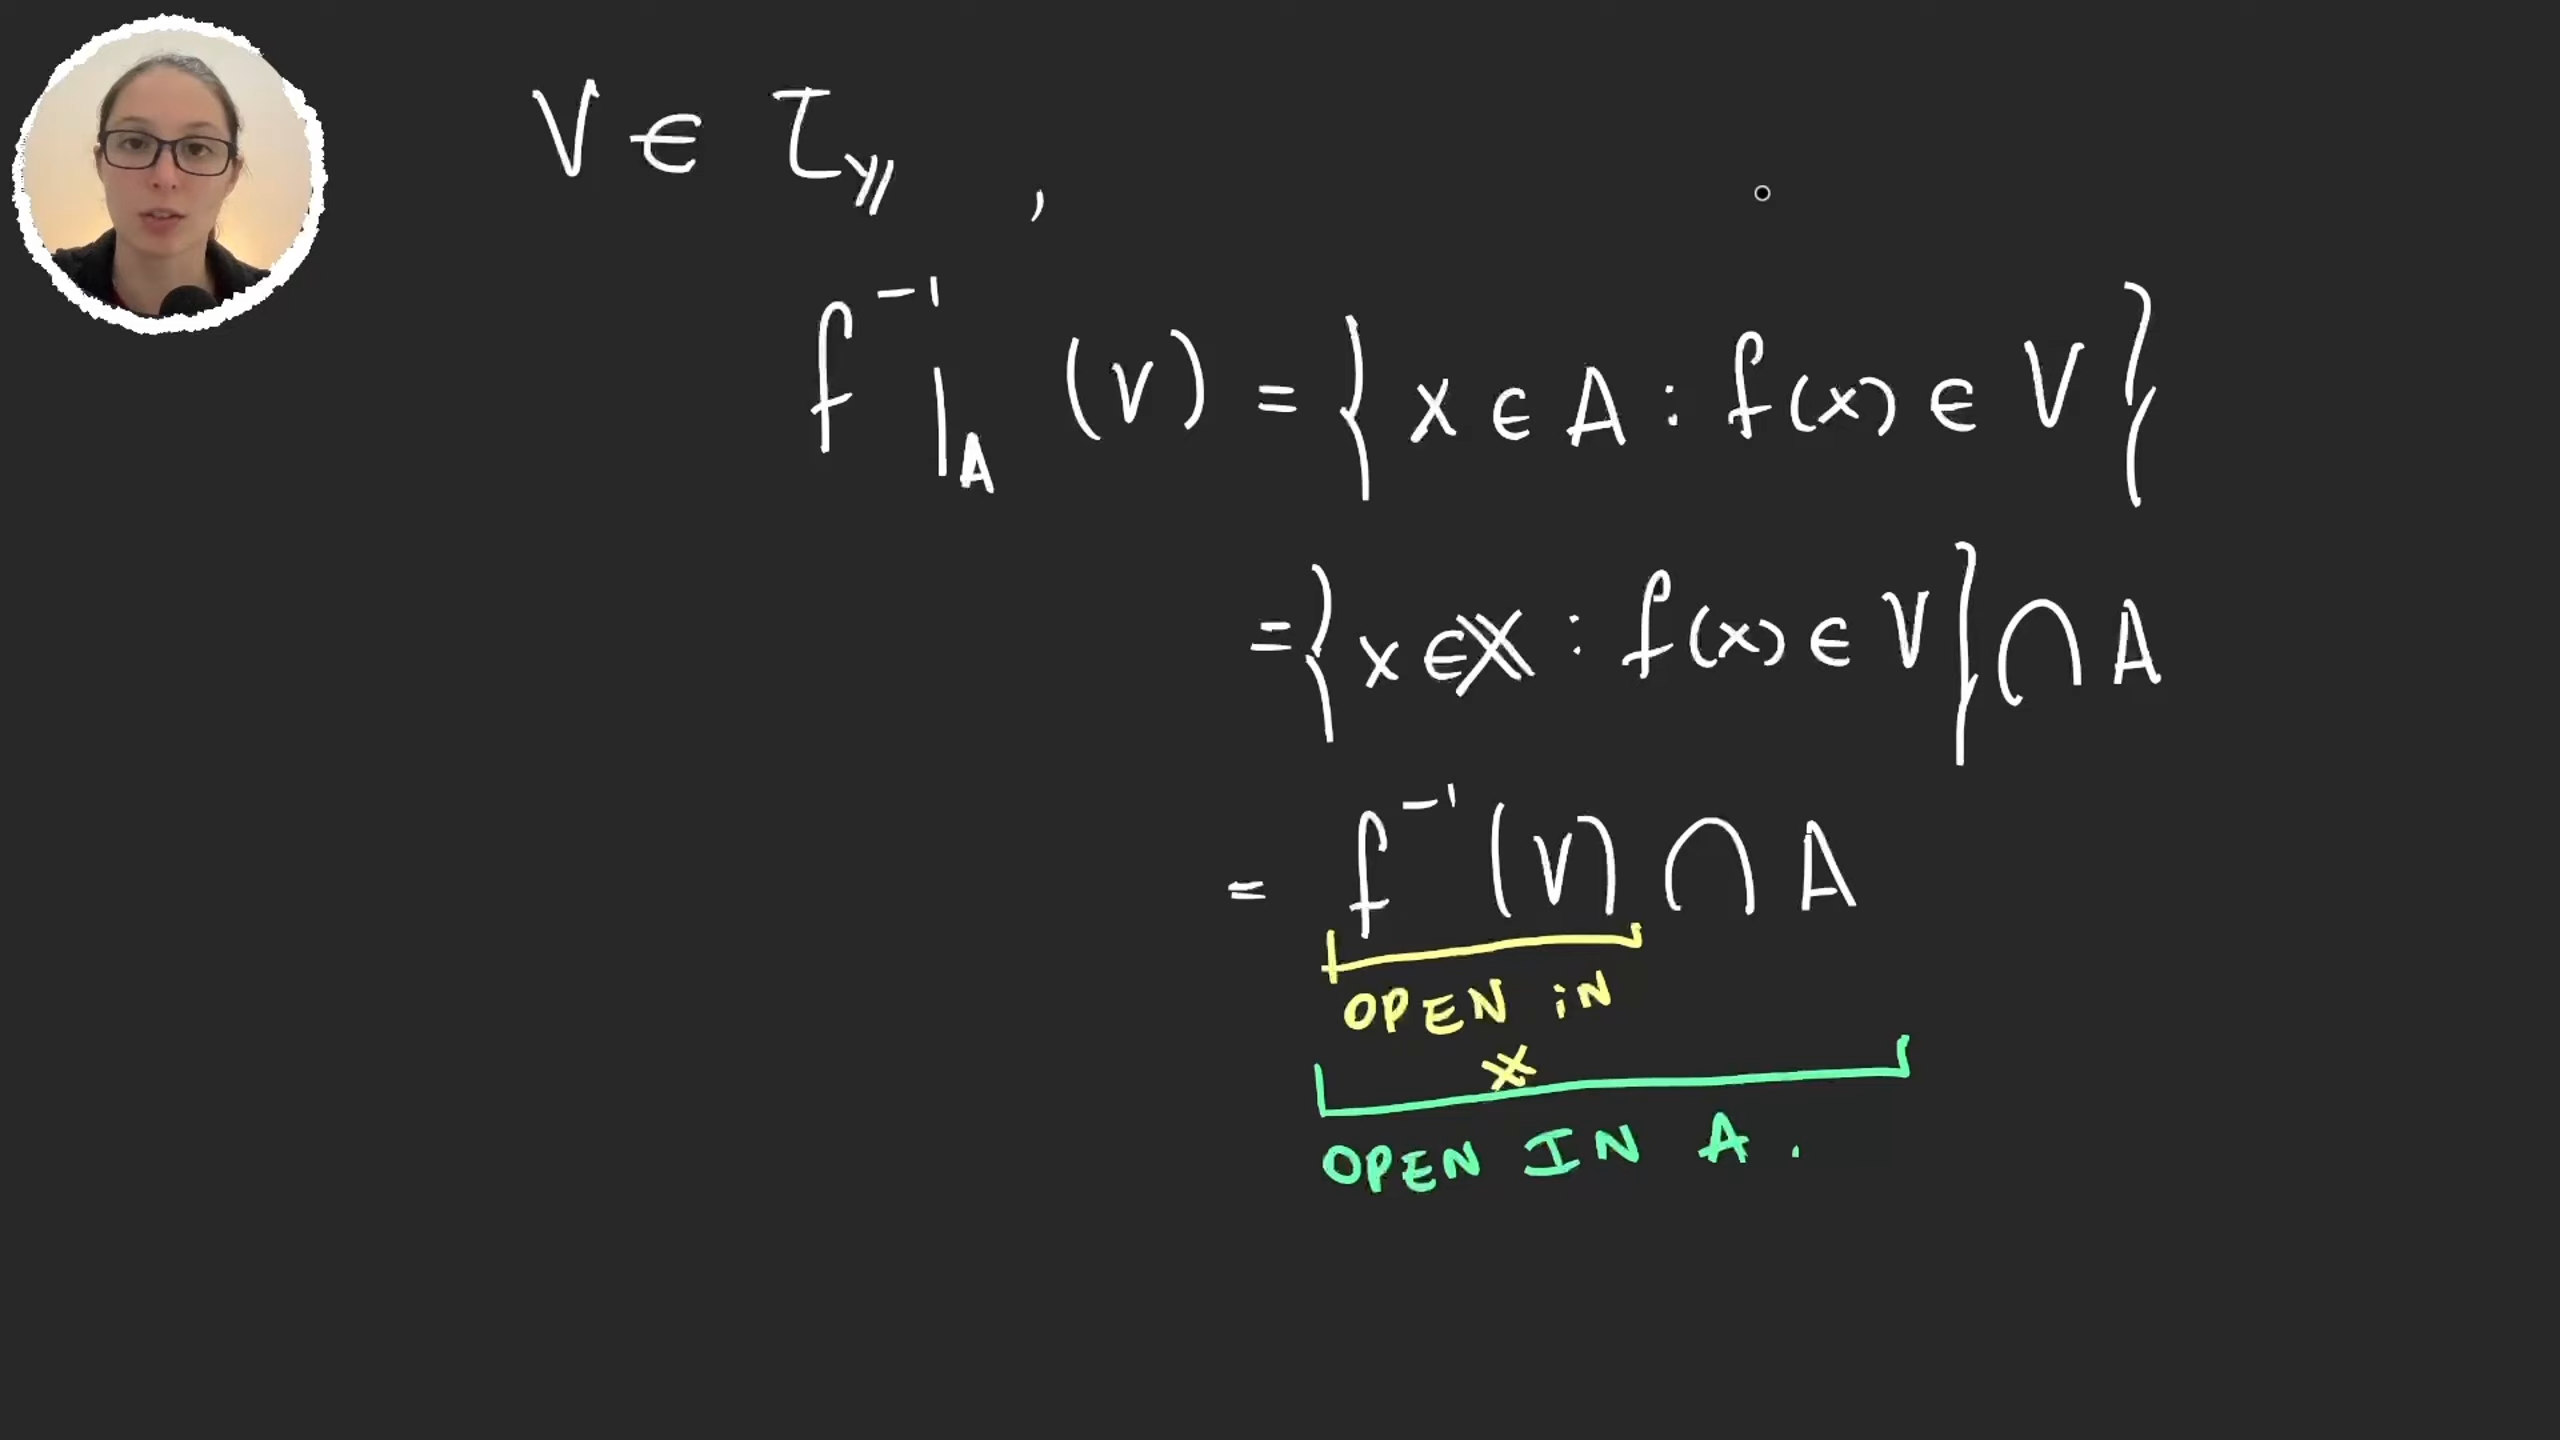 V ∈ τ_𝕐 ,
f⁻¹|_A (V) = { x ∈ A : f(x) ∈ V }
= { x ∈ 𝕏 : f(x) ∈ V } ∩ A
= f⁻¹(V) ∩ A
OPEN iN
𝕏
OPEN IN A .